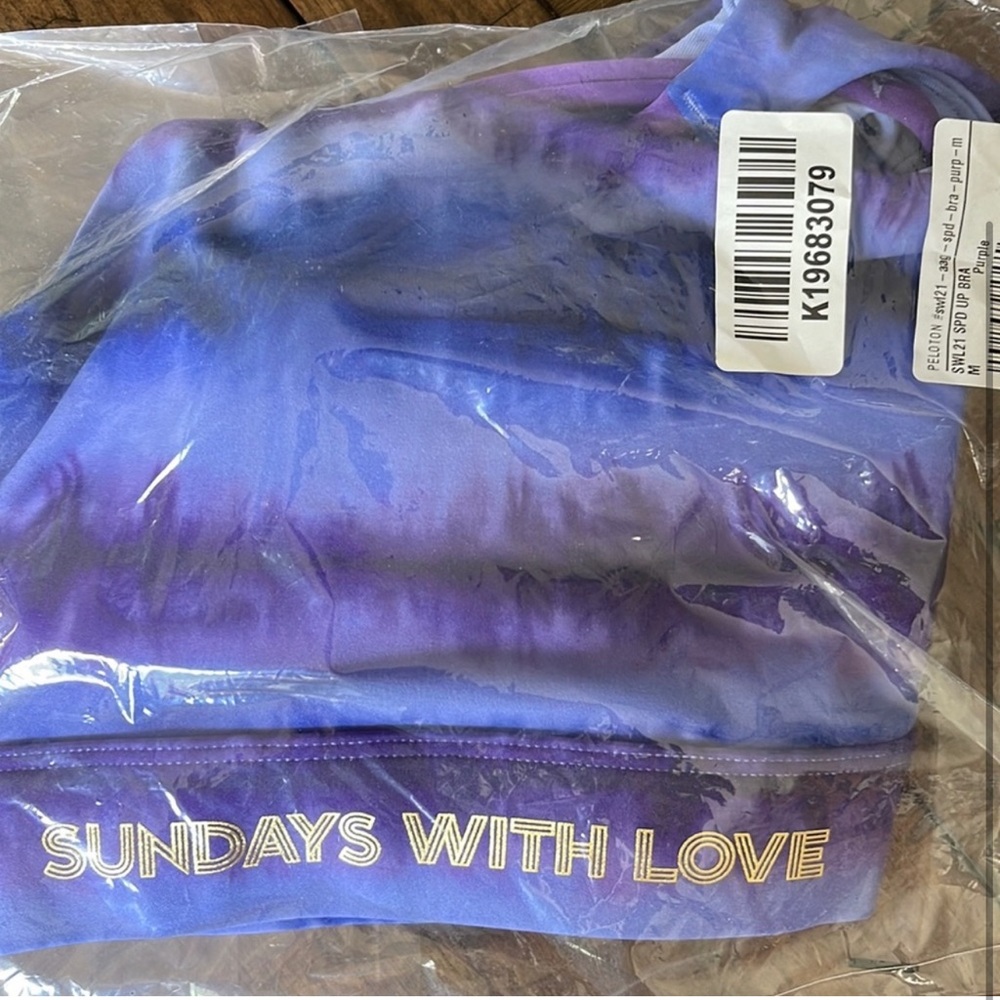 K19683079
PELOTON #swl21-aag-spd-bra-purp-m
SWL21 SPD UP BRA
Purple
M
SUNDAYS WITH LOVE